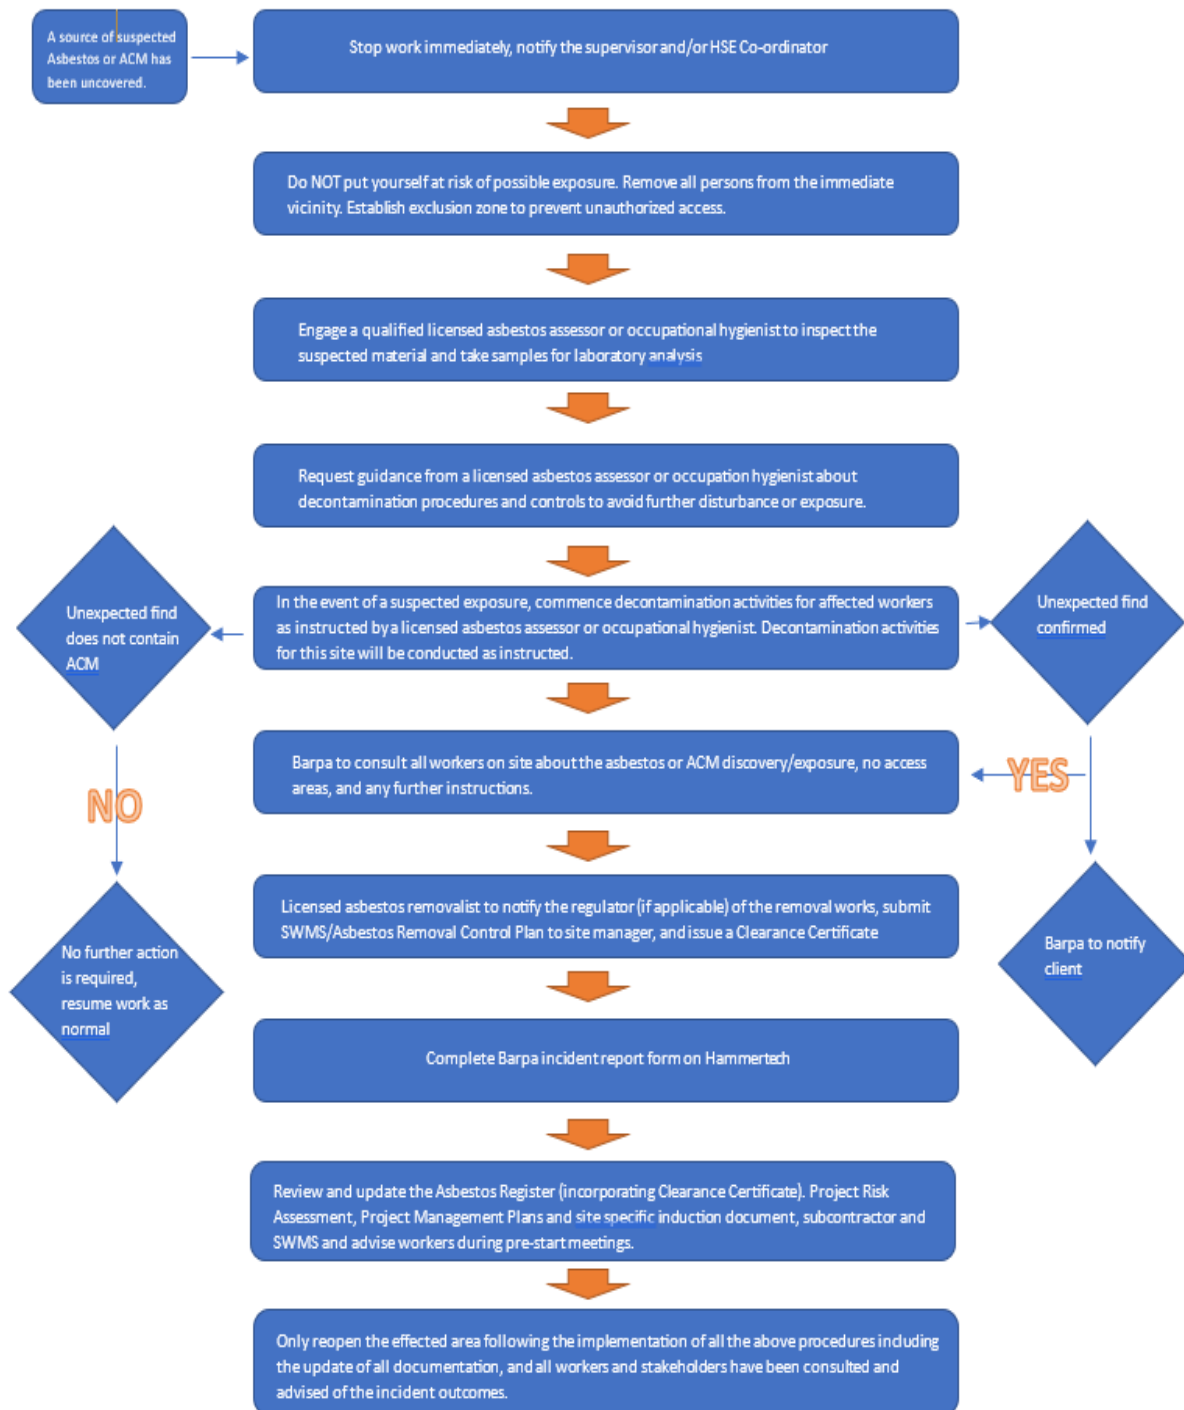 A source of suspected
Asbestos or ACM has
been uncovered.
Stop work immediately, notify the supervisor and/or HSE Co-ordinator
Do NOT put yourself at risk of possible exposure. Remove all persons from the immediate
vicinity. Establish exclusion zone to prevent unauthorized access.
Engage a qualified licensed asbestos assessor or occupational hygienist to inspect the
suspected material and take samples for laboratory analysis
Request guidance from a licensed asbestos assessor or occupation hygienist about
decontamination procedures and controls to avoid further disturbance or exposure.
Unexpected find
does not contain
ACM
In the event of a suspected exposure, commence decontamination activities for affected workers
as instructed by a licensed asbestos assessor or occupational hygienist. Decontamination activities
for this site will be conducted as instructed.
Unexpected find
confirmed
Barpa to consult all workers on site about the asbestos or ACM discovery/exposure, no access
areas, and any further instructions.
YES
NO
Licensed asbestos removalist to notify the regulator (if applicable) of the removal works, submit
SWMS/Asbestos Removal Control Plan to site manager, and issue a Clearance Certificate
No further action
is required,
resume work as
normal
Barpa to notify
client
Complete Barpa incident report form on Hammertech
Review and update the Asbestos Register (incorporating Clearance Certificate). Project Risk
Assessment, Project Management Plans and site specific induction document, subcontractor and
SWMS and advise workers during pre-start meetings.
Only reopen the effected area following the implementation of all the above procedures including
the update of all documentation, and all workers and stakeholders have been consulted and
advised of the incident outcomes.